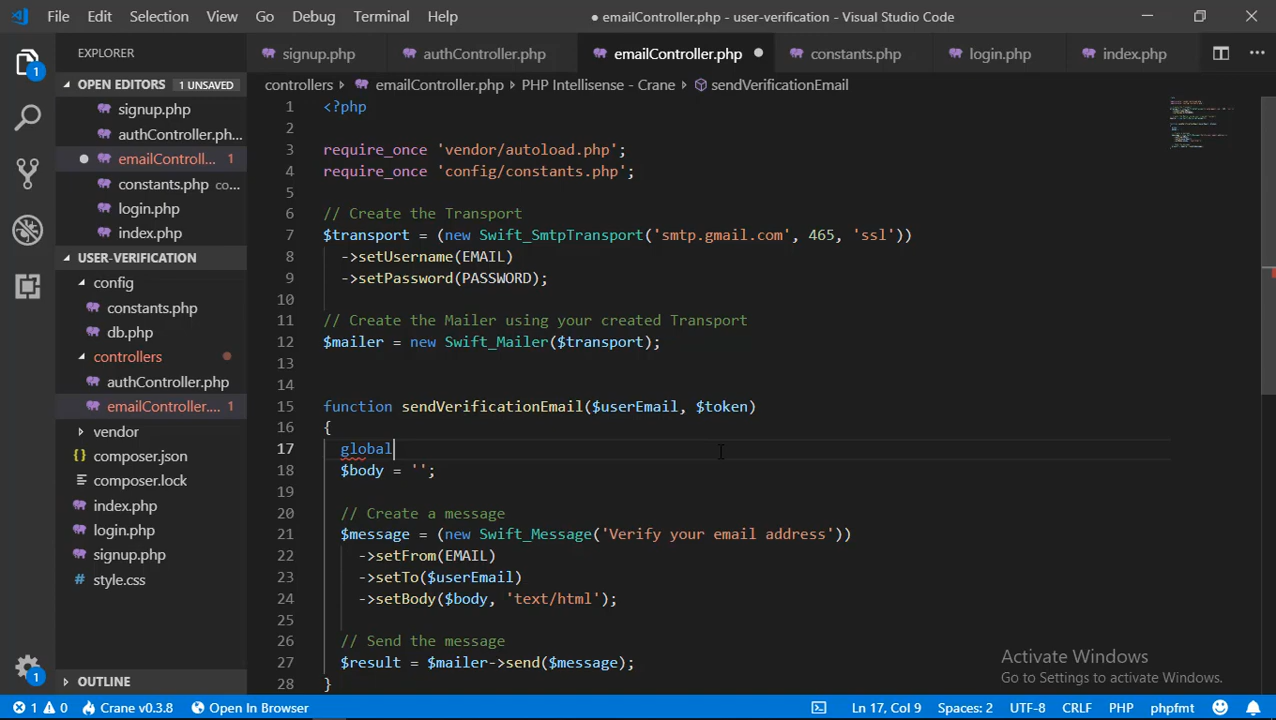 File Edit Selection View Go Debug Terminal Help
● emailController.php - user-verification - Visual Studio Code
EXPLORER
signup.php authController.php emailController.php ● constants.php login.php index.php
OPEN EDITORS 1 UNSAVED
signup.php
authController.ph...
● emailControll... 1
constants.php co...
login.php
index.php
USER-VERIFICATION
config
constants.php
db.php
controllers
authController.php
emailController.... 1
vendor
composer.json
composer.lock
index.php
login.php
signup.php
style.css
OUTLINE
1
1
controllers emailController.php PHP Intellisense - Crane sendVerificationEmail
1 <?php
2
3 require_once 'vendor/autoload.php';
4 require_once 'config/constants.php';
5
6 // Create the Transport
7 $transport = (new Swift_SmtpTransport('smtp.gmail.com', 465, 'ssl'))
8 ->setUsername(EMAIL)
9 ->setPassword(PASSWORD);
10
11 // Create the Mailer using your created Transport
12 $mailer = new Swift_Mailer($transport);
13
14
15 function sendVerificationEmail($userEmail, $token)
16 {
17 global
18 $body = '';
19
20 // Create a message
21 $message = (new Swift_Message('Verify your email address'))
22 ->setFrom(EMAIL)
23 ->setTo($userEmail)
24 ->setBody($body, 'text/html');
25
26 // Send the message
27 $result = $mailer->send($message);
28 }
Activate Windows
Go to Settings to activate Windows.
1 0 Crane v0.3.8 Open In Browser Ln 17, Col 9 Spaces: 2 UTF-8 CRLF PHP phpfmt